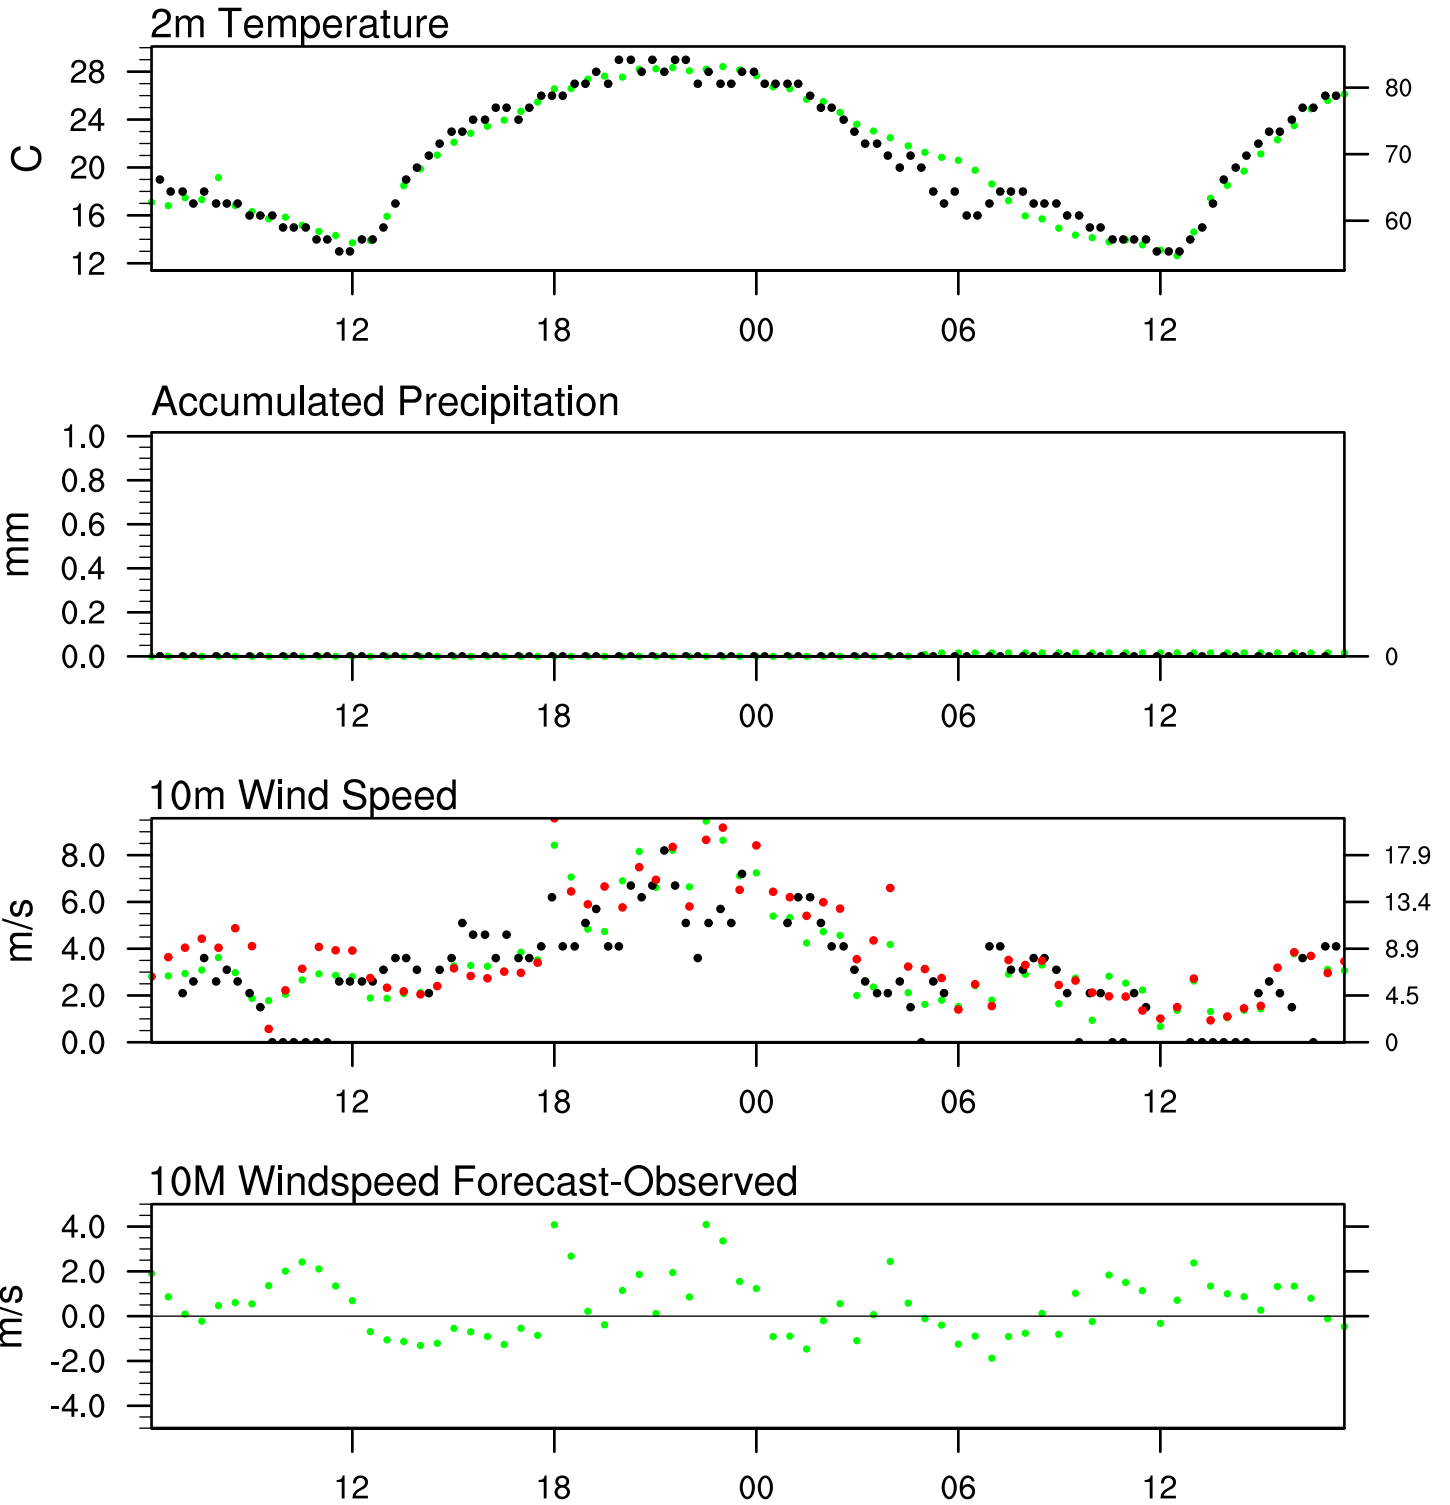 2m Temperature
28
24
20
16
12
C
80
70
60
12 18 00 06 12
Accumulated Precipitation
1.0
0.8
0.6
0.4
0.2
0.0
mm
0
12 18 00 06 12
10m Wind Speed
8.0
6.0
4.0
2.0
0.0
m/s
17.9
13.4
8.9
4.5
0
12 18 00 06 12
10M Windspeed Forecast-Observed
4.0
2.0
0.0
-2.0
-4.0
m/s
12 18 00 06 12